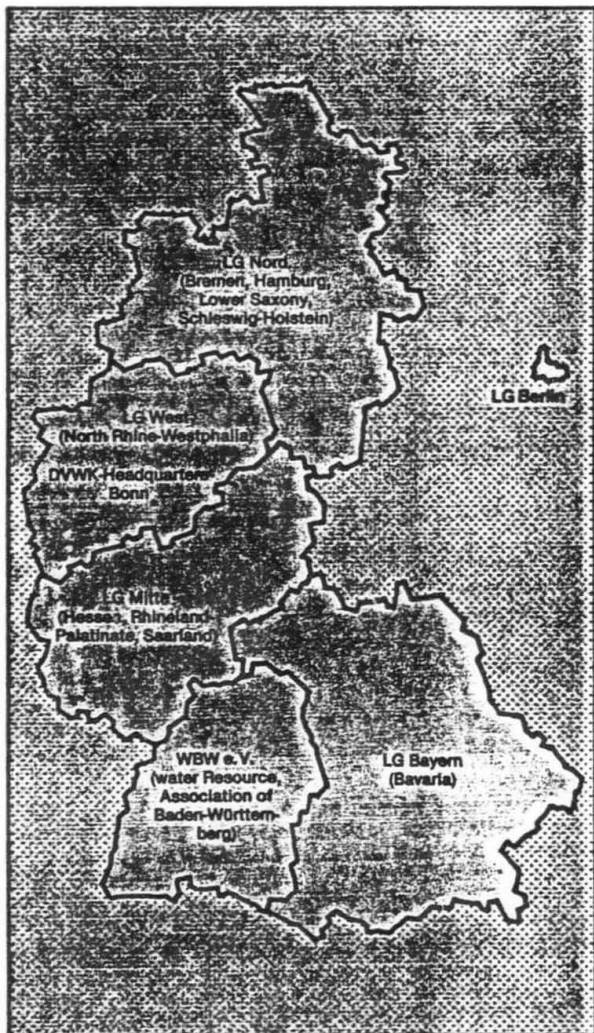 LG Nord
(Bremen, Hamburg,
Lower Saxony,
Schleswig-Holstein)
LG Berlin
LG West
(North Rhine-Westphalia)
DVWK-Headquarters
Bonn
LG Mitte
(Hessen, Rhineland-
Palatinate, Saarland)
WBW e.V.
(water Resource,
Association of
Baden-Württem-
berg)
LG Bayern
(Bavaria)